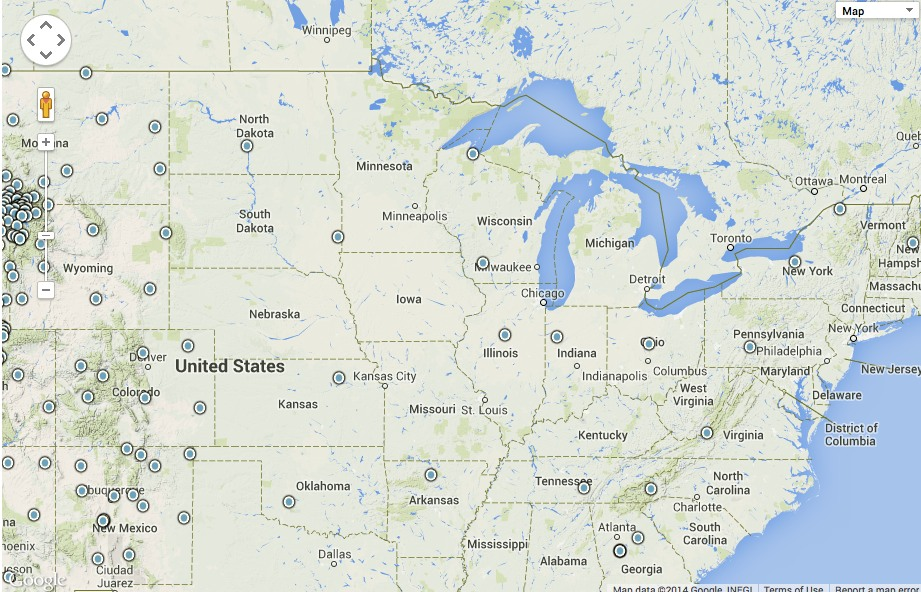 Map
Winnipeg
North
Dakota
Minnesota
Ottawa
Montreal
Minneapolis
South
Dakota
Wisconsin
Vermont
Michigan
Toronto
New
Hampsh
Wyoming
Milwaukee
New York
Detroit
Massachu
Chicago
Iowa
Connecticut
Nebraska
New York
Pennsylvania
Illinois
Indiana
Ohio
Philadelphia
Denver
United States
Columbus
Maryland
New Jersey
Indianapolis
Kansas City
West
Virginia
Colorado
Delaware
Kansas
Missouri
St. Louis
District of
Columbia
Kentucky
Virginia
Tennessee
North
Carolina
Oklahoma
Arkansas
Charlotte
New Mexico
Atlanta
South
Carolina
Mississippi
Dallas
Alabama
Georgia
Ciudad
Juarez
Google
Map data ©2014 Google, INEGI
Terms of Use
Report a map error